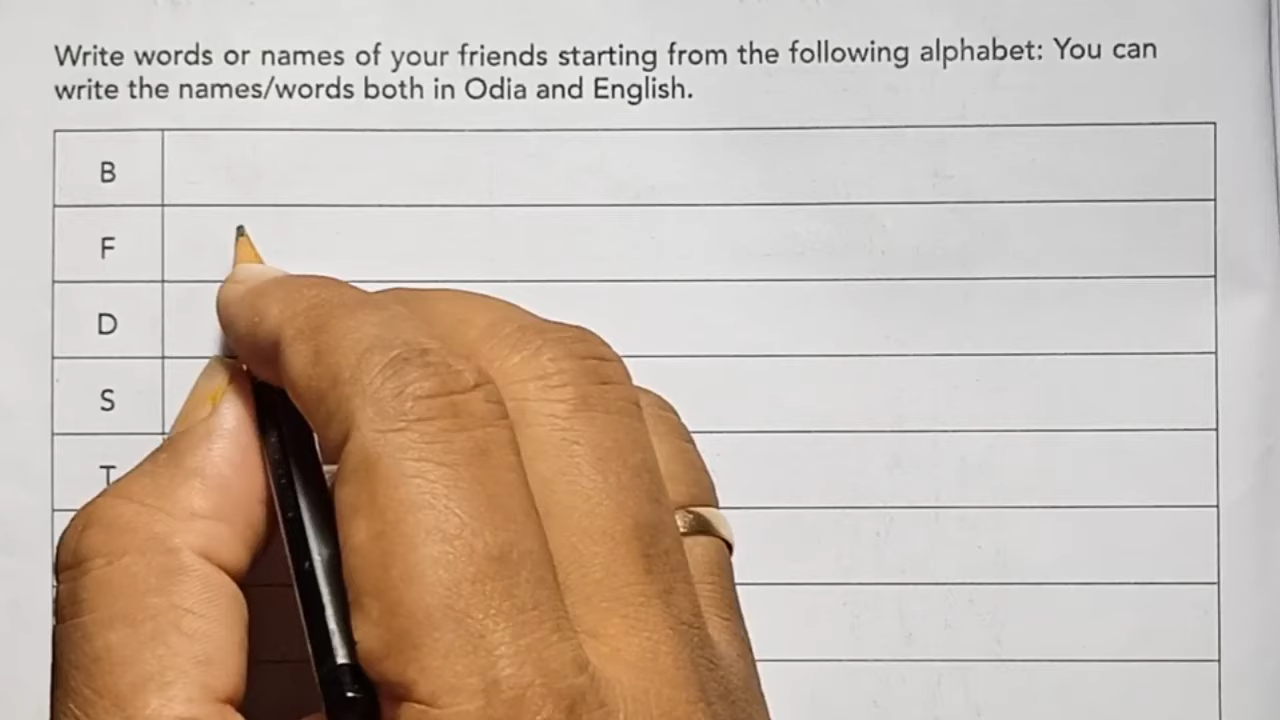 Write words or names of your friends starting from the following alphabet: You can
write the names/words both in Odia and English.
B
F
D
S
T